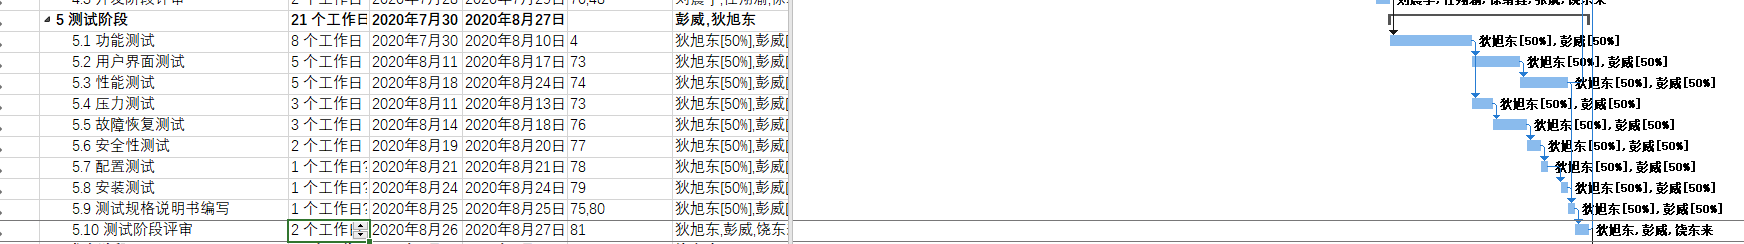 5 测试阶段 21 个工作日 2020年7月30 2020年8月27日 彭威,狄旭东
5.1 功能测试 8 个工作日 2020年7月30 2020年8月10日 4 狄旭东[50%],彭威[ 狄旭东[50%],彭威[50%]
5.2 用户界面测试 5 个工作日 2020年8月11 2020年8月17日 73 狄旭东[50%],彭威[ 狄旭东[50%],彭威[50%]
5.3 性能测试 5 个工作日 2020年8月18 2020年8月24日 74 狄旭东[50%],彭威[ 狄旭东[50%],彭威[50%]
5.4 压力测试 3 个工作日 2020年8月11 2020年8月13日 73 狄旭东[50%],彭威[ 狄旭东[50%],彭威[50%]
5.5 故障恢复测试 3 个工作日 2020年8月14 2020年8月18日 76 狄旭东[50%],彭威[ 狄旭东[50%],彭威[50%]
5.6 安全性测试 2 个工作日 2020年8月19 2020年8月20日 77 狄旭东[50%],彭威[ 狄旭东[50%],彭威[50%]
5.7 配置测试 1 个工作日? 2020年8月21 2020年8月21日 78 狄旭东[50%],彭威[ 狄旭东[50%],彭威[50%]
5.8 安装测试 1 个工作日? 2020年8月24 2020年8月24日 79 狄旭东[50%],彭威[ 狄旭东[50%],彭威[50%]
5.9 测试规格说明书编写 1 个工作日? 2020年8月25 2020年8月25日 75,80 狄旭东[50%],彭威[ 狄旭东[50%],彭威[50%]
5.10 测试阶段评审 2 个工作日 2020年8月26 2020年8月27日 81 狄旭东,彭威,饶东 狄旭东,彭威,饶东来